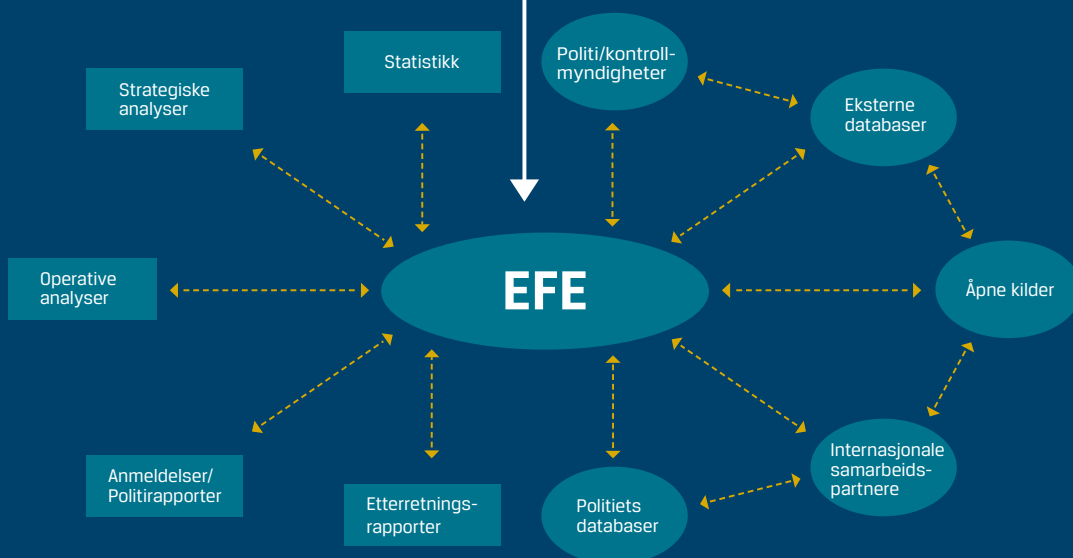 Statistikk
Politi/kontroll-
myndigheter
Strategiske
analyser
Eksterne
databaser
EFE
Operative
analyser
Åpne kilder
Anmeldelser/
Politirapporter
Etterretnings-
rapporter
Politiets
databaser
Internasjonale
samarbeids-
partnere